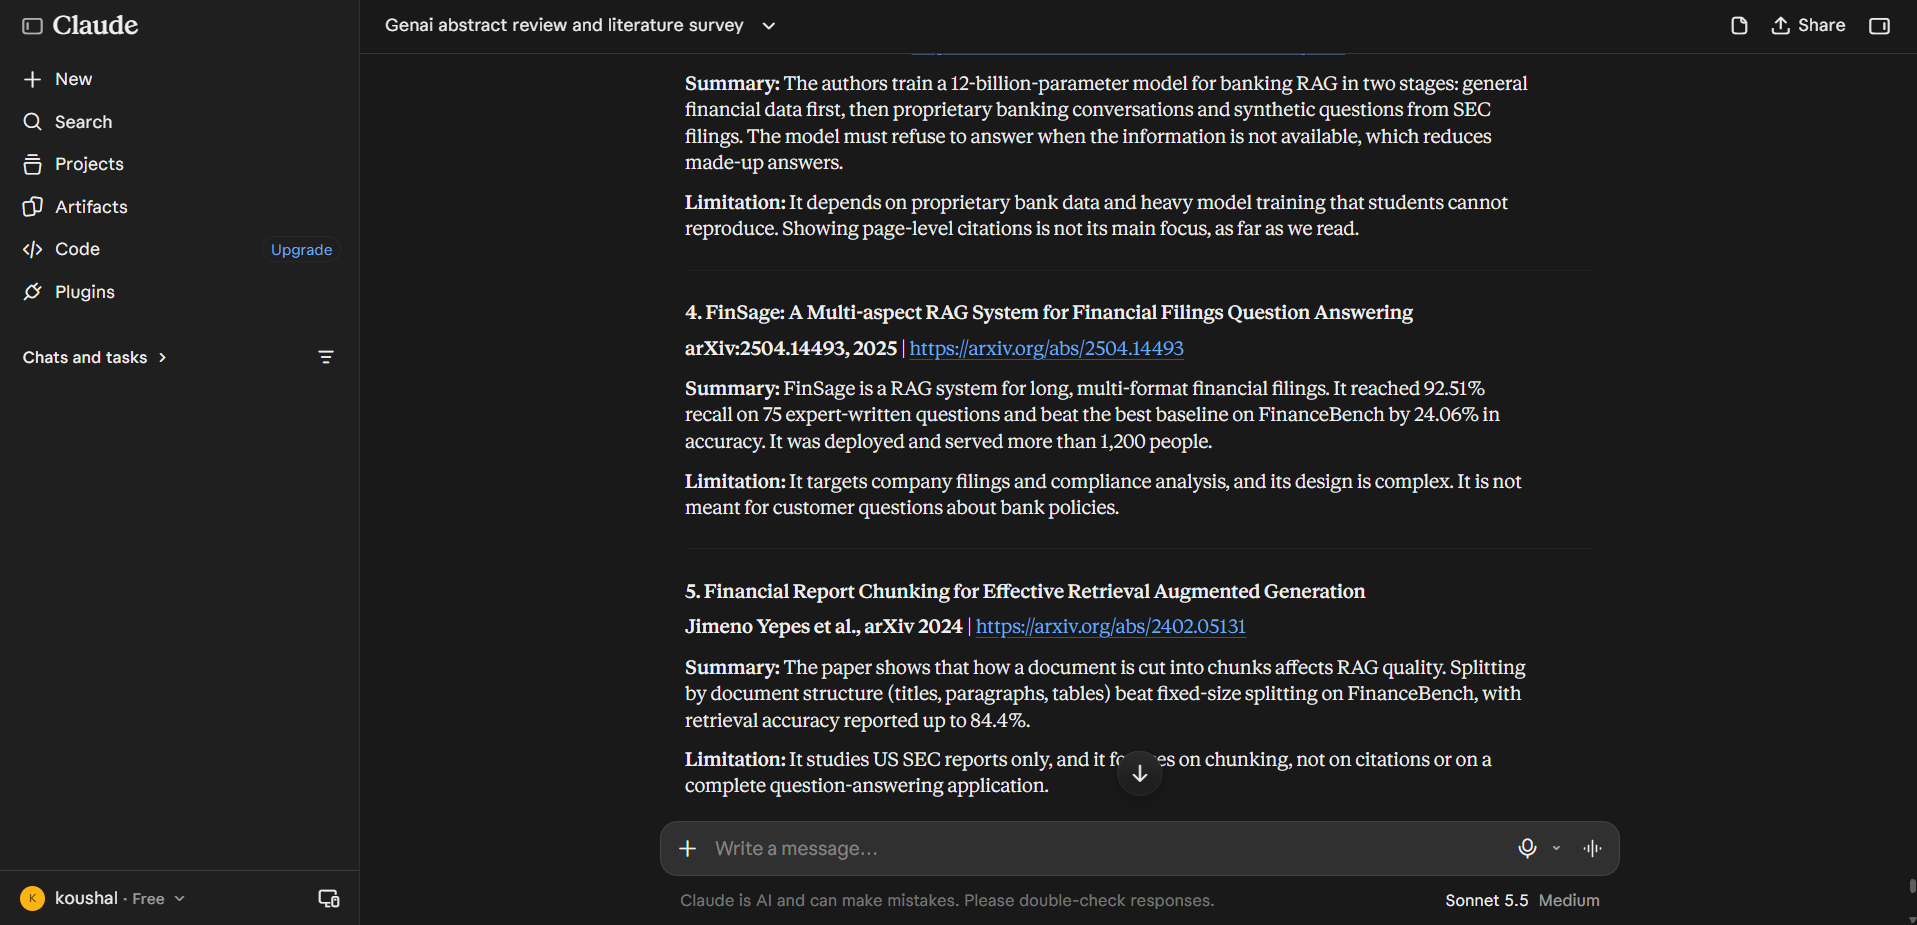 Claude
New
Search
Projects
Artifacts
Code
Upgrade
Plugins
Chats and tasks
koushal · Free
K
Genai abstract review and literature survey
Share
Summary: The authors train a 12-billion-parameter model for banking RAG in two stages: general
financial data first, then proprietary banking conversations and synthetic questions from SEC
filings. The model must refuse to answer when the information is not available, which reduces
made-up answers.
Limitation: It depends on proprietary bank data and heavy model training that students cannot
reproduce. Showing page-level citations is not its main focus, as far as we read.
4. FinSage: A Multi-aspect RAG System for Financial Filings Question Answering
arXiv:2504.14493, 2025 | https://arxiv.org/abs/2504.14493
Summary: FinSage is a RAG system for long, multi-format financial filings. It reached 92.51%
recall on 75 expert-written questions and beat the best baseline on FinanceBench by 24.06% in
accuracy. It was deployed and served more than 1,200 people.
Limitation: It targets company filings and compliance analysis, and its design is complex. It is not
meant for customer questions about bank policies.
5. Financial Report Chunking for Effective Retrieval Augmented Generation
Jimeno Yepes et al., arXiv 2024 | https://arxiv.org/abs/2402.05131
Summary: The paper shows that how a document is cut into chunks affects RAG quality. Splitting
by document structure (titles, paragraphs, tables) beat fixed-size splitting on FinanceBench, with
retrieval accuracy reported up to 84.4%.
Limitation: It studies US SEC reports only, and it on chunking, not on citations or on a
complete question-answering application.
Write a message...
Claude is AI and can make mistakes. Please double-check responses.
Sonnet 5.5 Medium